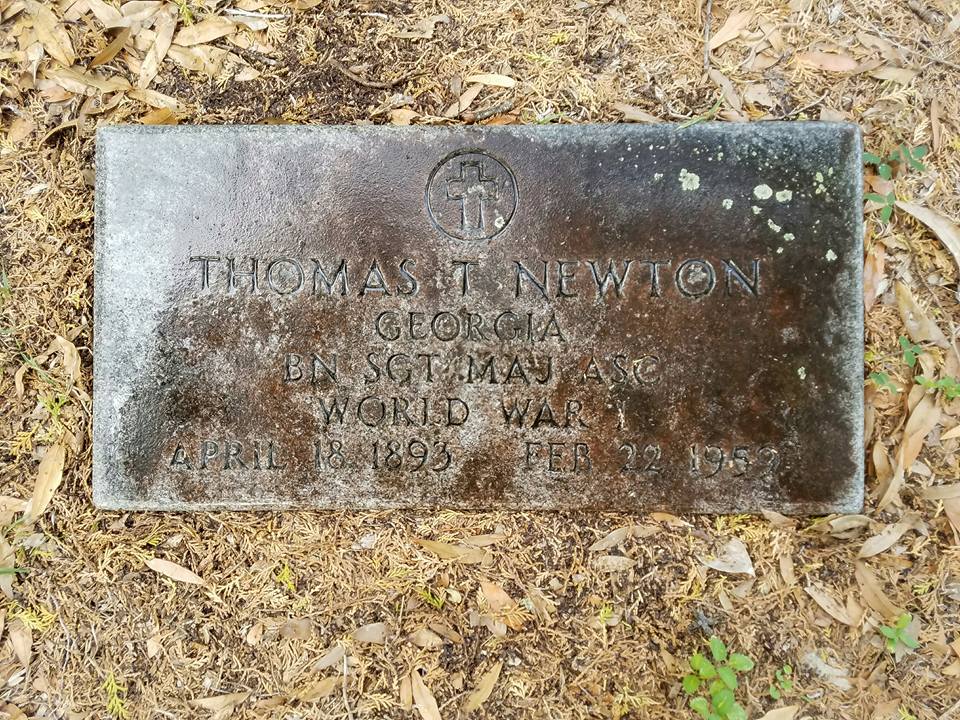 THOMAS T NEWTON
GEORGIA
BN SGT MAJ ASC
WORLD WAR I
APRIL 18 1893 FEB 22 1959